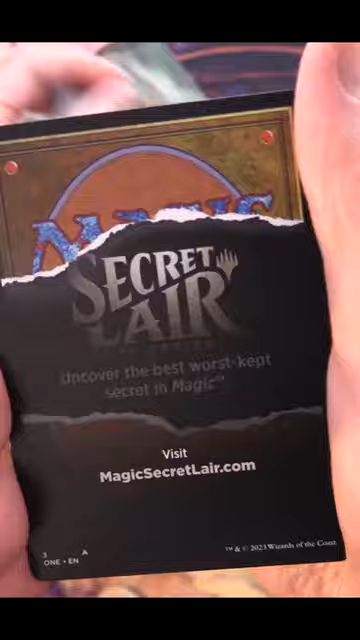 MAGIC
SECRET
LAIR
Uncover the best worst-kept
secret in Magic™
Visit
MagicSecretLair.com
3 A
ONE • EN
™ & © 2023 Wizards of the Coast